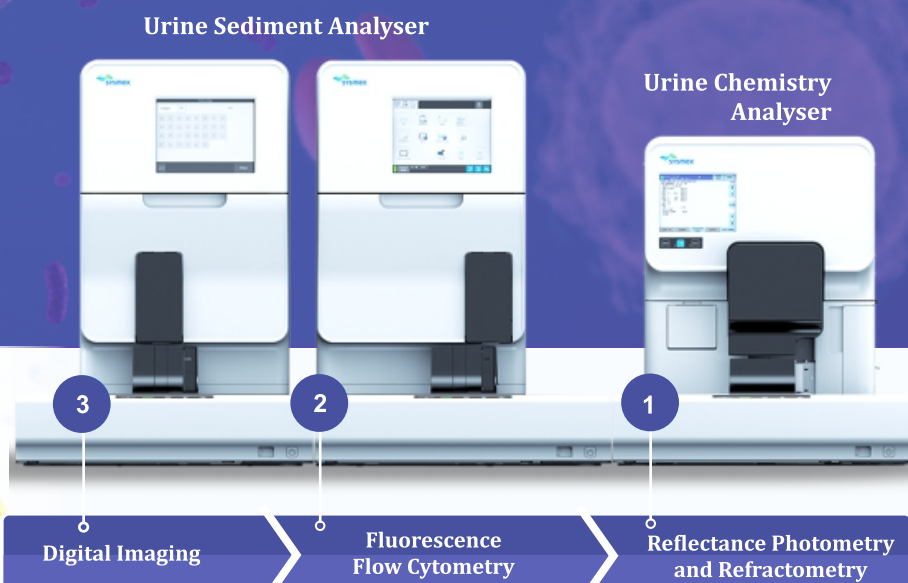 Urine Sediment Analyser
Urine Chemistry
Analyser
sysmex
sysmex
sysmex
3
2
1
Digital Imaging
Fluorescence
Flow Cytometry
Reflectance Photometry
and Refractometry